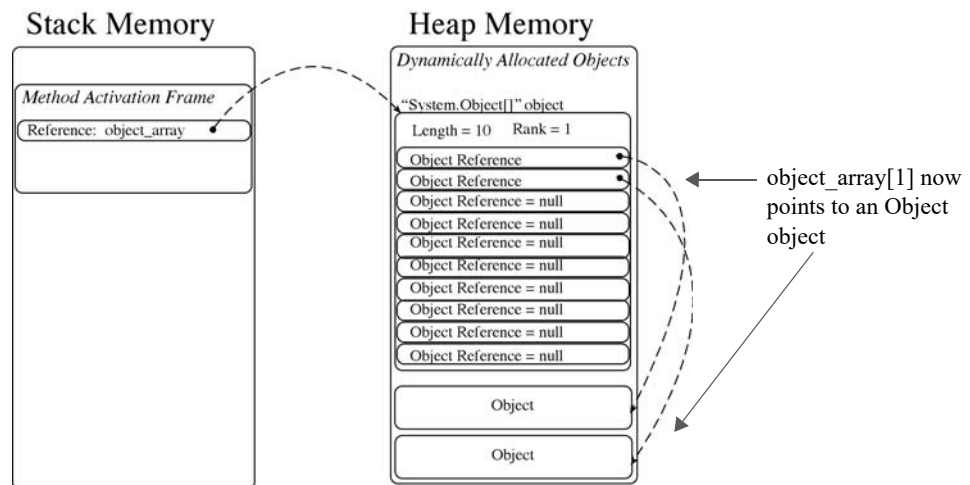 Stack Memory
Heap Memory
Method Activation Frame
Reference: object_array
Dynamically Allocated Objects
“System.Object[]” object
Length = 10 Rank = 1
Object Reference
Object Reference
Object Reference = null
Object Reference = null
Object Reference = null
Object Reference = null
Object Reference = null
Object Reference = null
Object Reference = null
Object Reference = null
Object
Object
object_array[1] now
points to an Object
object